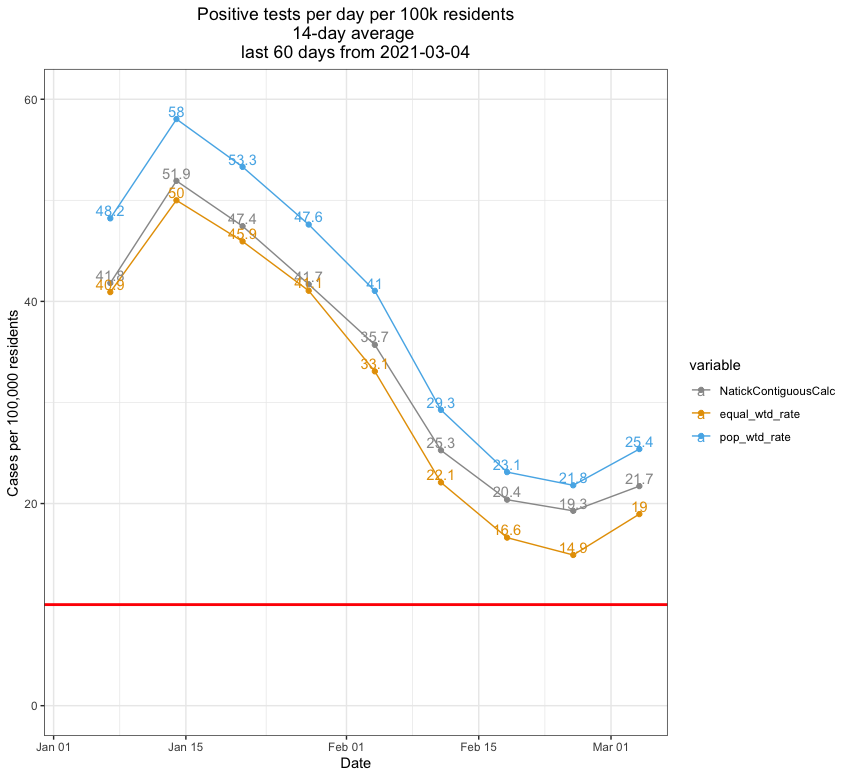 Positive tests per day per 100k residents
14-day average
last 60 days from 2021-03-04
Cases per 100,000 residents
60
40
20
0
58
53.3
51.9
50
48.2
47.4
47.6
45.9
41.8
40.9
41.7
41.1
41
35.7
33.1
29.3
25.3
22.1
23.1
20.4
16.6
21.8
19.3
14.9
25.4
21.7
19
Jan 01
Jan 15
Feb 01
Feb 15
Mar 01
Date
variable
a NatickContiguousCalc
a equal_wtd_rate
a pop_wtd_rate